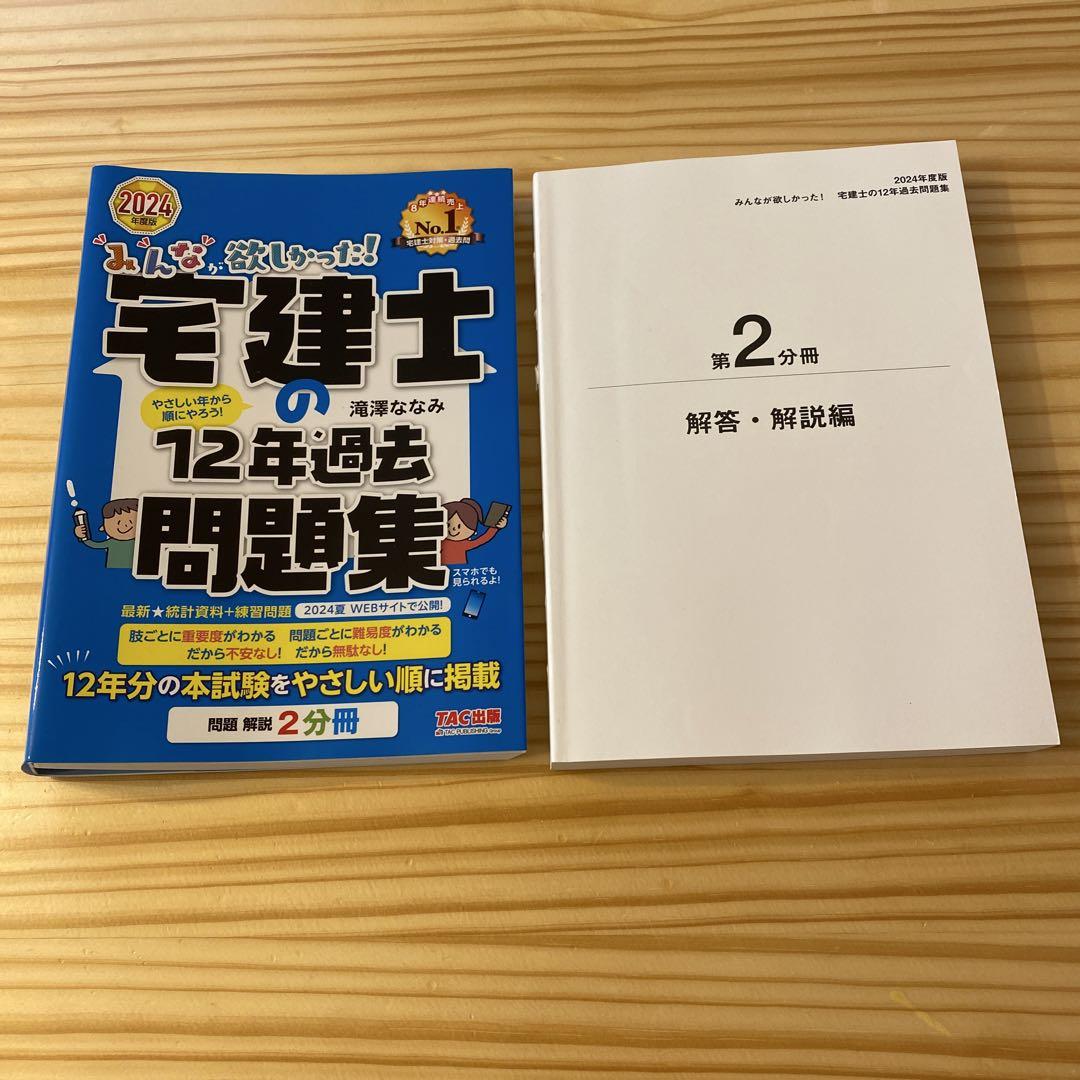 2024
年度版
8年連続売上
No.1
宅建士対策・過去問
みんなが欲しかった!
宅建士
の
やさしい年から
順にやろう!
滝澤ななみ
12年過去
問題集
スマホでも
見られるよ!
最新★統計資料+練習問題 2024夏 WEBサイトで公開!
肢ごとに重要度がわかる 問題ごとに難易度がわかる
だから不安なし! だから無駄なし!
12年分の本試験をやさしい順に掲載
問題 解説 2分冊
TAC出版
TAC PUBLISHING Group
2024年度版
みんなが欲しかった! 宅建士の12年過去問題集
第2分冊
解答・解説編